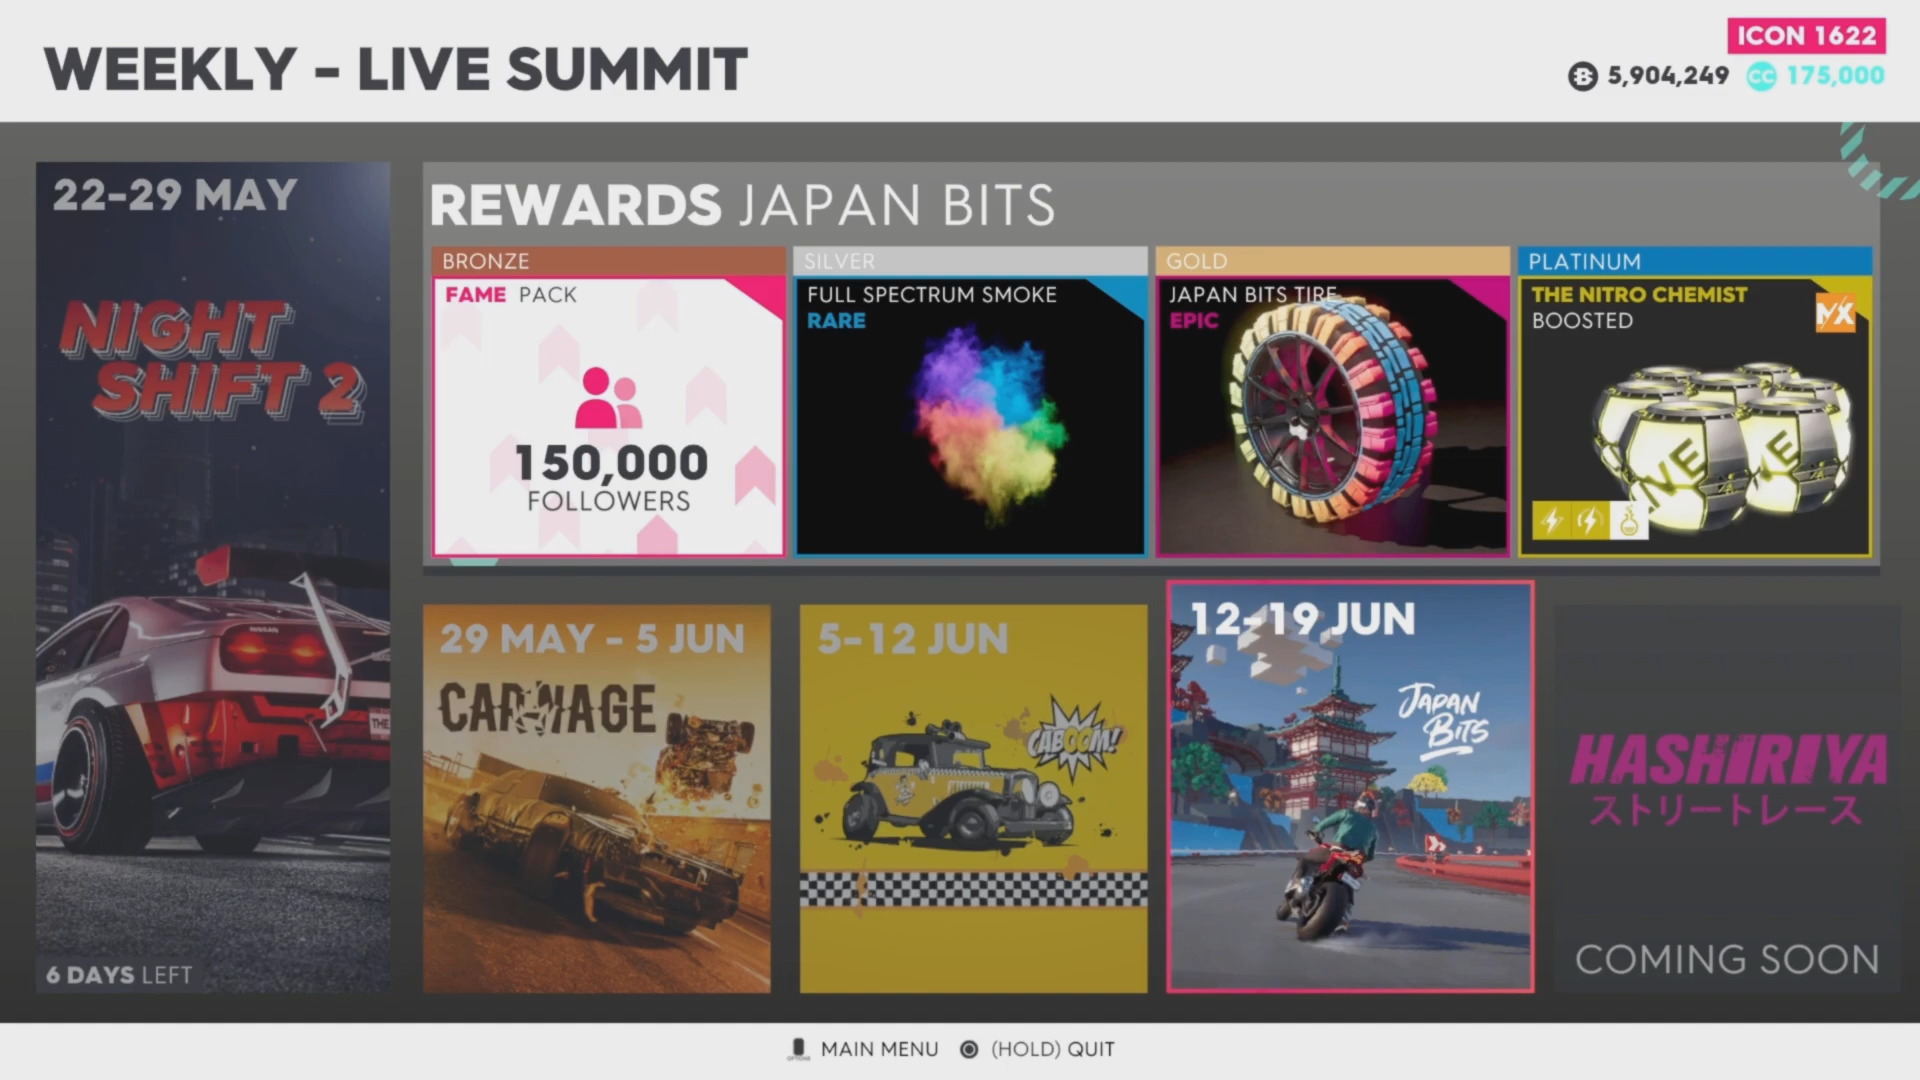 WEEKLY - LIVE SUMMIT
ICON 1622
5,904,249
CC 175,000
22-29 MAY
NIGHT
SHIFT 2
6 DAYS LEFT
REWARDS JAPAN BITS
BRONZE
FAME PACK
150,000
FOLLOWERS
SILVER
FULL SPECTRUM SMOKE
RARE
GOLD
JAPAN BITS TIRE
EPIC
PLATINUM
THE NITRO CHEMIST
BOOSTED
MX
29 MAY - 5 JUN
CARNAGE
5-12 JUN
CABOOM!
12-19 JUN
JAPAN
BITS
HASHIRIYA
ストリートレース
COMING SOON
OPTIONS MAIN MENU (HOLD) QUIT